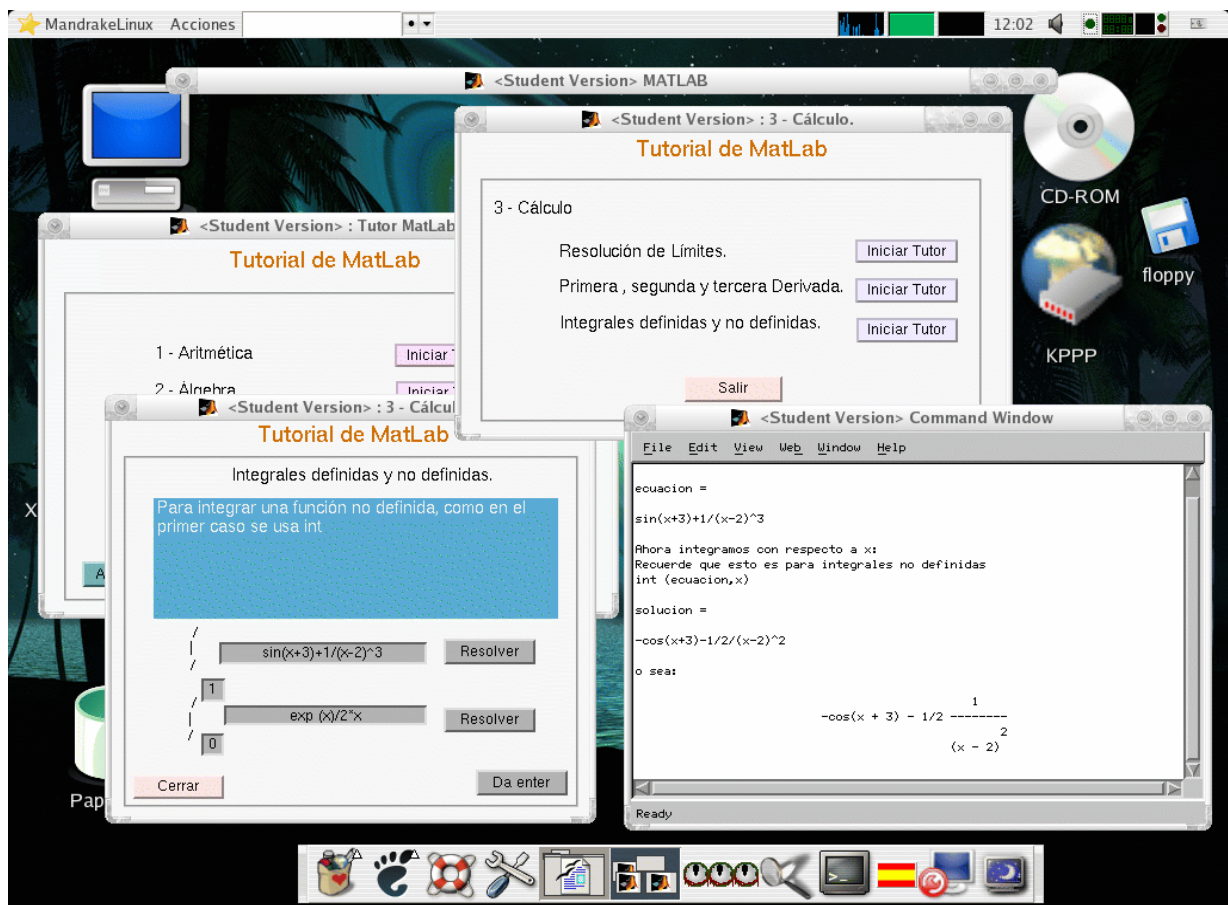 MandrakeLinux Acciones
12:02
<Student Version> MATLAB
<Student Version> : 3 - Cálculo.
Tutorial de MatLab
3 - Cálculo
Resolución de Límites.
Iniciar Tutor
Primera , segunda y tercera Derivada.
Iniciar Tutor
Integrales definidas y no definidas.
Iniciar Tutor
Salir
CD-ROM
floppy
KPPP
<Student Version> : Tutor MatLab
Tutorial de MatLab
1 - Aritmética
Iniciar
2 - Álgebra
Iniciar
X
A
Pap
<Student Version> : 3 - Cálcul
Tutorial de MatLab
Integrales definidas y no definidas.
Para integrar una función no definida, como en el
primer caso se usa int
sin(x+3)+1/(x-2)^3
Resolver
1
exp (x)/2*x
Resolver
0
Cerrar
Da enter
<Student Version> Command Window
File Edit View Web Window Help
ecuacion =
sin(x+3)+1/(x-2)^3
Ahora integramos con respecto a x:
Recuerde que esto es para integrales no definidas
int (ecuacion,x)
solucion =
-cos(x+3)-1/2/(x-2)^2
o sea:
1
-cos(x + 3) - 1/2 --------
2
(x - 2)
Ready